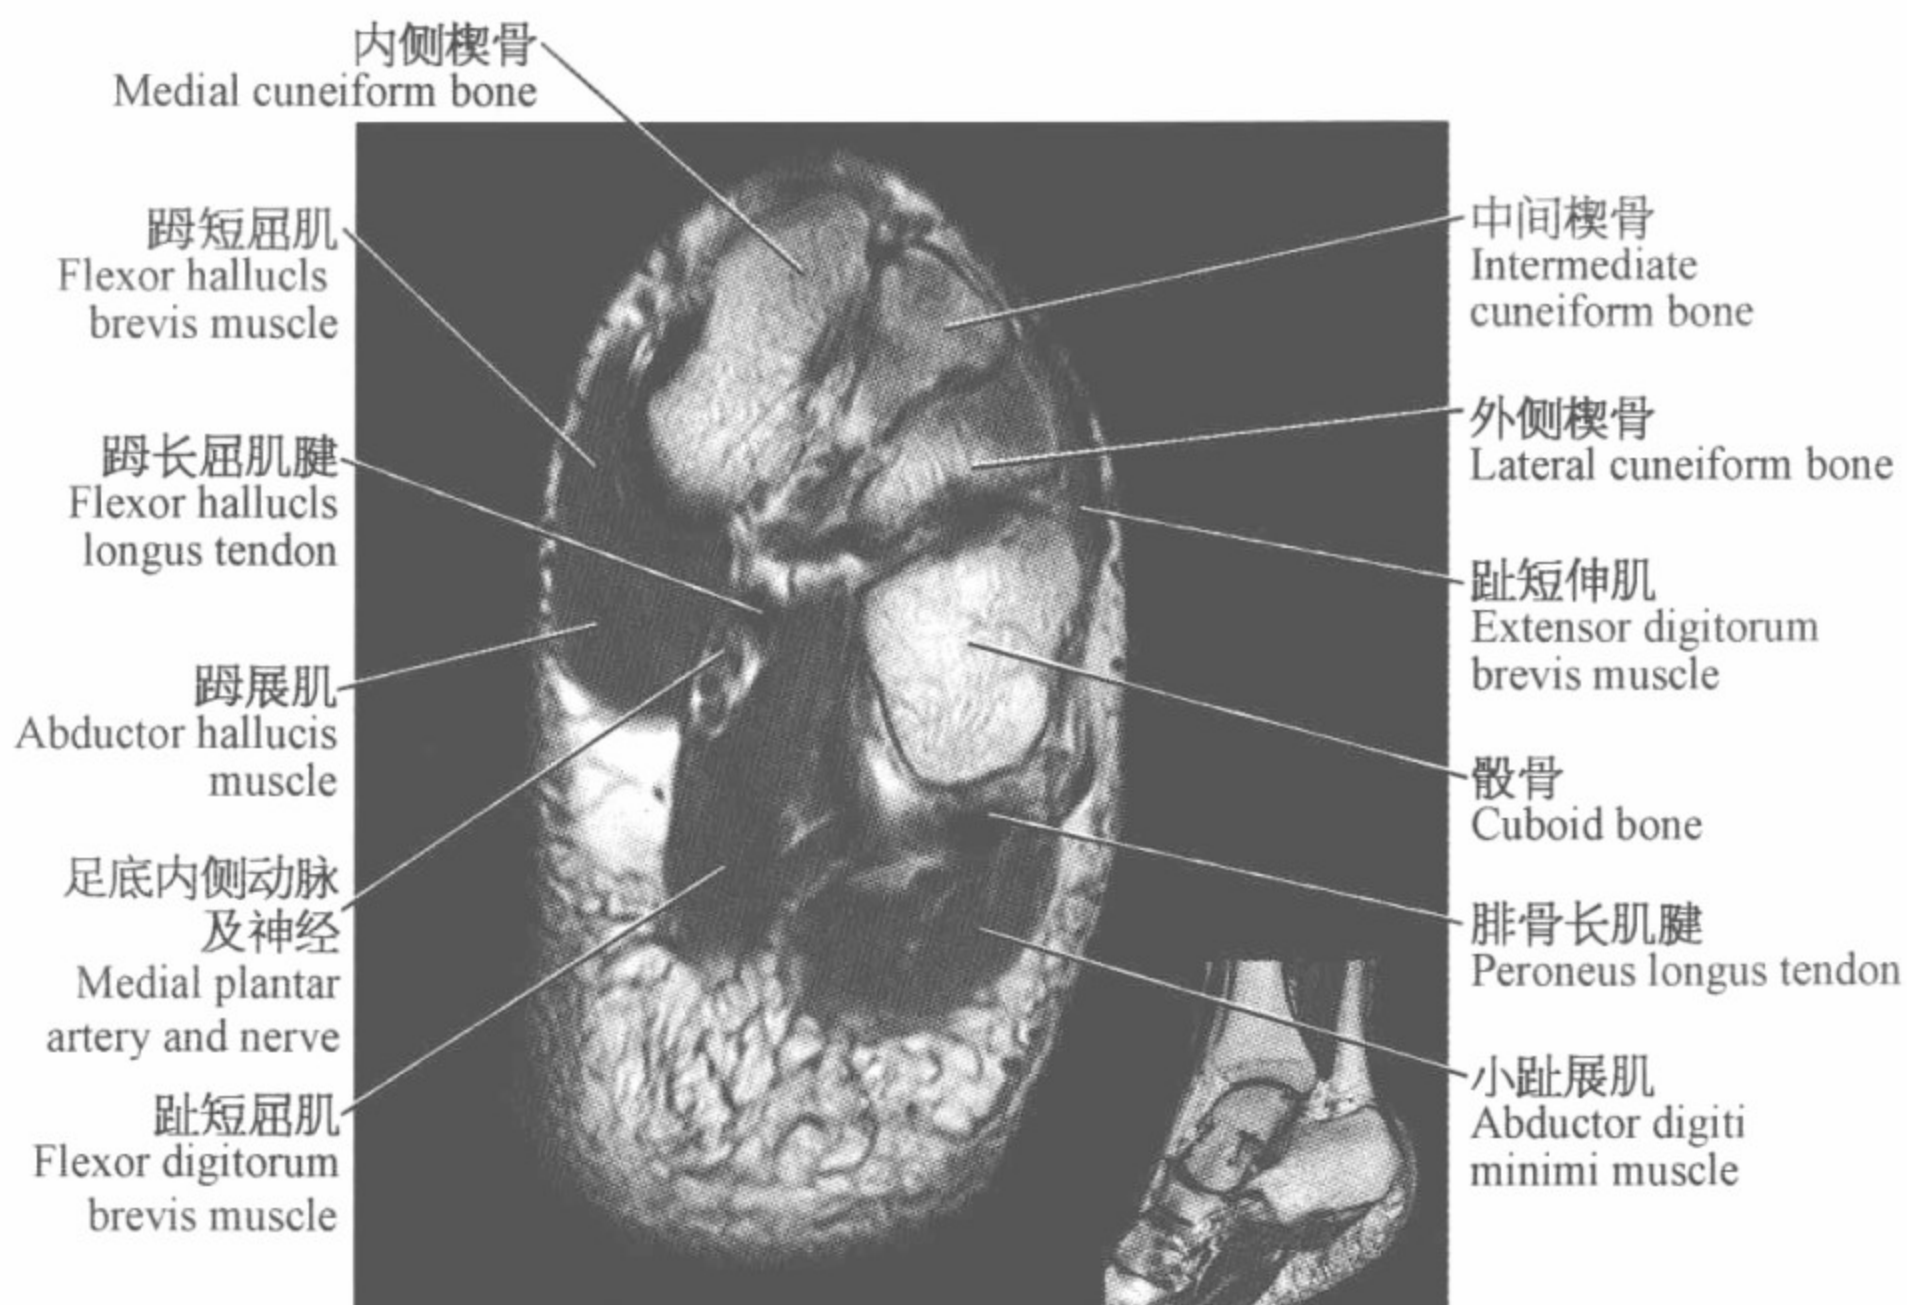 内侧楔骨
Medial cuneiform bone
𧿹短屈肌
Flexor hallucls
brevis muscle
𧿹长屈肌腱
Flexor hallucls
longus tendon
𧿹展肌
Abductor hallucis
muscle
足底内侧动脉
及神经
Medial plantar
artery and nerve
趾短屈肌
Flexor digitorum
brevis muscle
中间楔骨
Intermediate
cuneiform bone
外侧楔骨
Lateral cuneiform bone
趾短伸肌
Extensor digitorum
brevis muscle
骰骨
Cuboid bone
腓骨长肌腱
Peroneus longus tendon
小趾展肌
Abductor digiti
minimi muscle